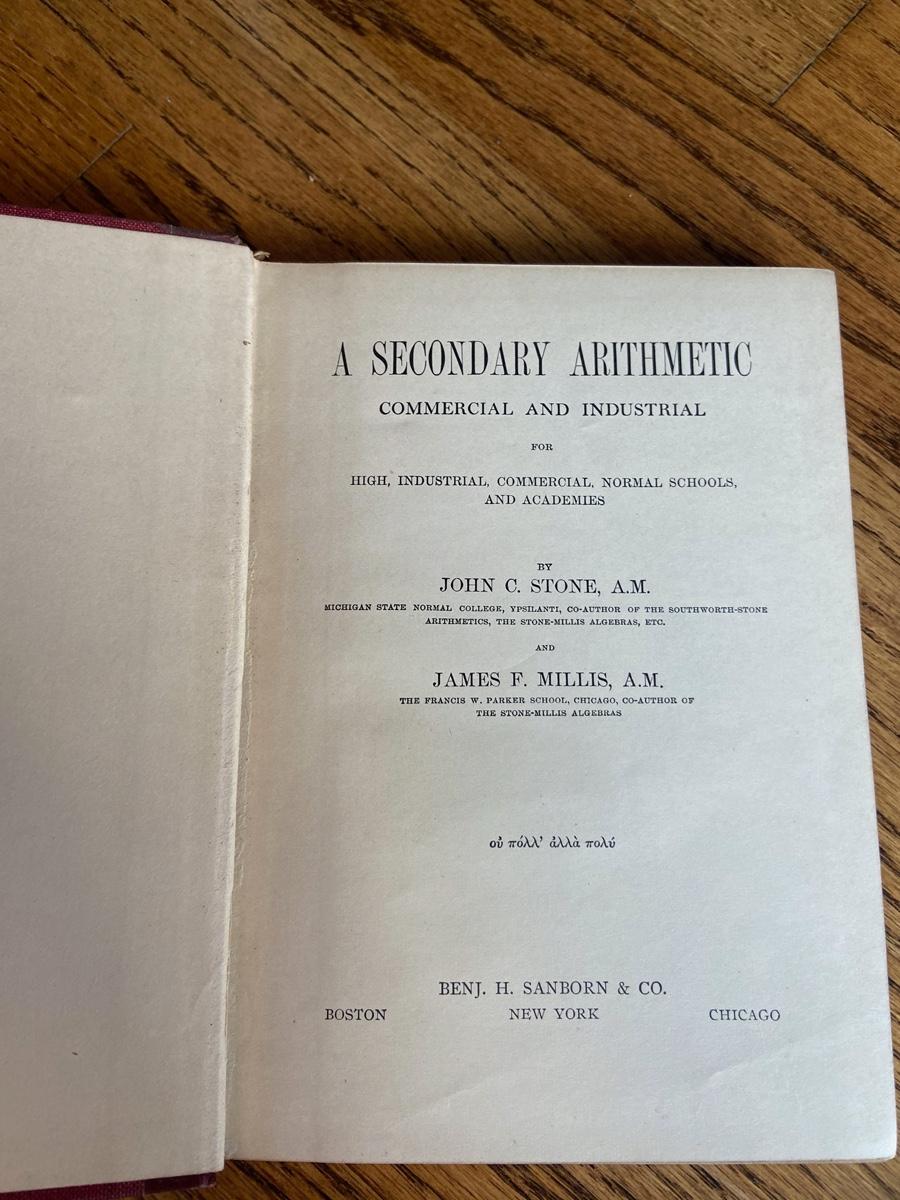 A SECONDARY ARITHMETIC
COMMERCIAL AND INDUSTRIAL
FOR
HIGH, INDUSTRIAL, COMMERCIAL, NORMAL SCHOOLS,
AND ACADEMIES
BY
JOHN C. STONE, A.M.
MICHIGAN STATE NORMAL COLLEGE, YPSILANTI, CO-AUTHOR OF THE SOUTHWORTH-STONE
ARITHMETICS, THE STONE-MILLIS ALGEBRAS, ETC.
AND
JAMES F. MILLIS, A.M.
THE FRANCIS W. PARKER SCHOOL, CHICAGO, CO-AUTHOR OF
THE STONE-MILLIS ALGEBRAS
οὐ πόλλ’ ἀλλὰ πολύ
BENJ. H. SANBORN & CO.
BOSTON NEW YORK CHICAGO